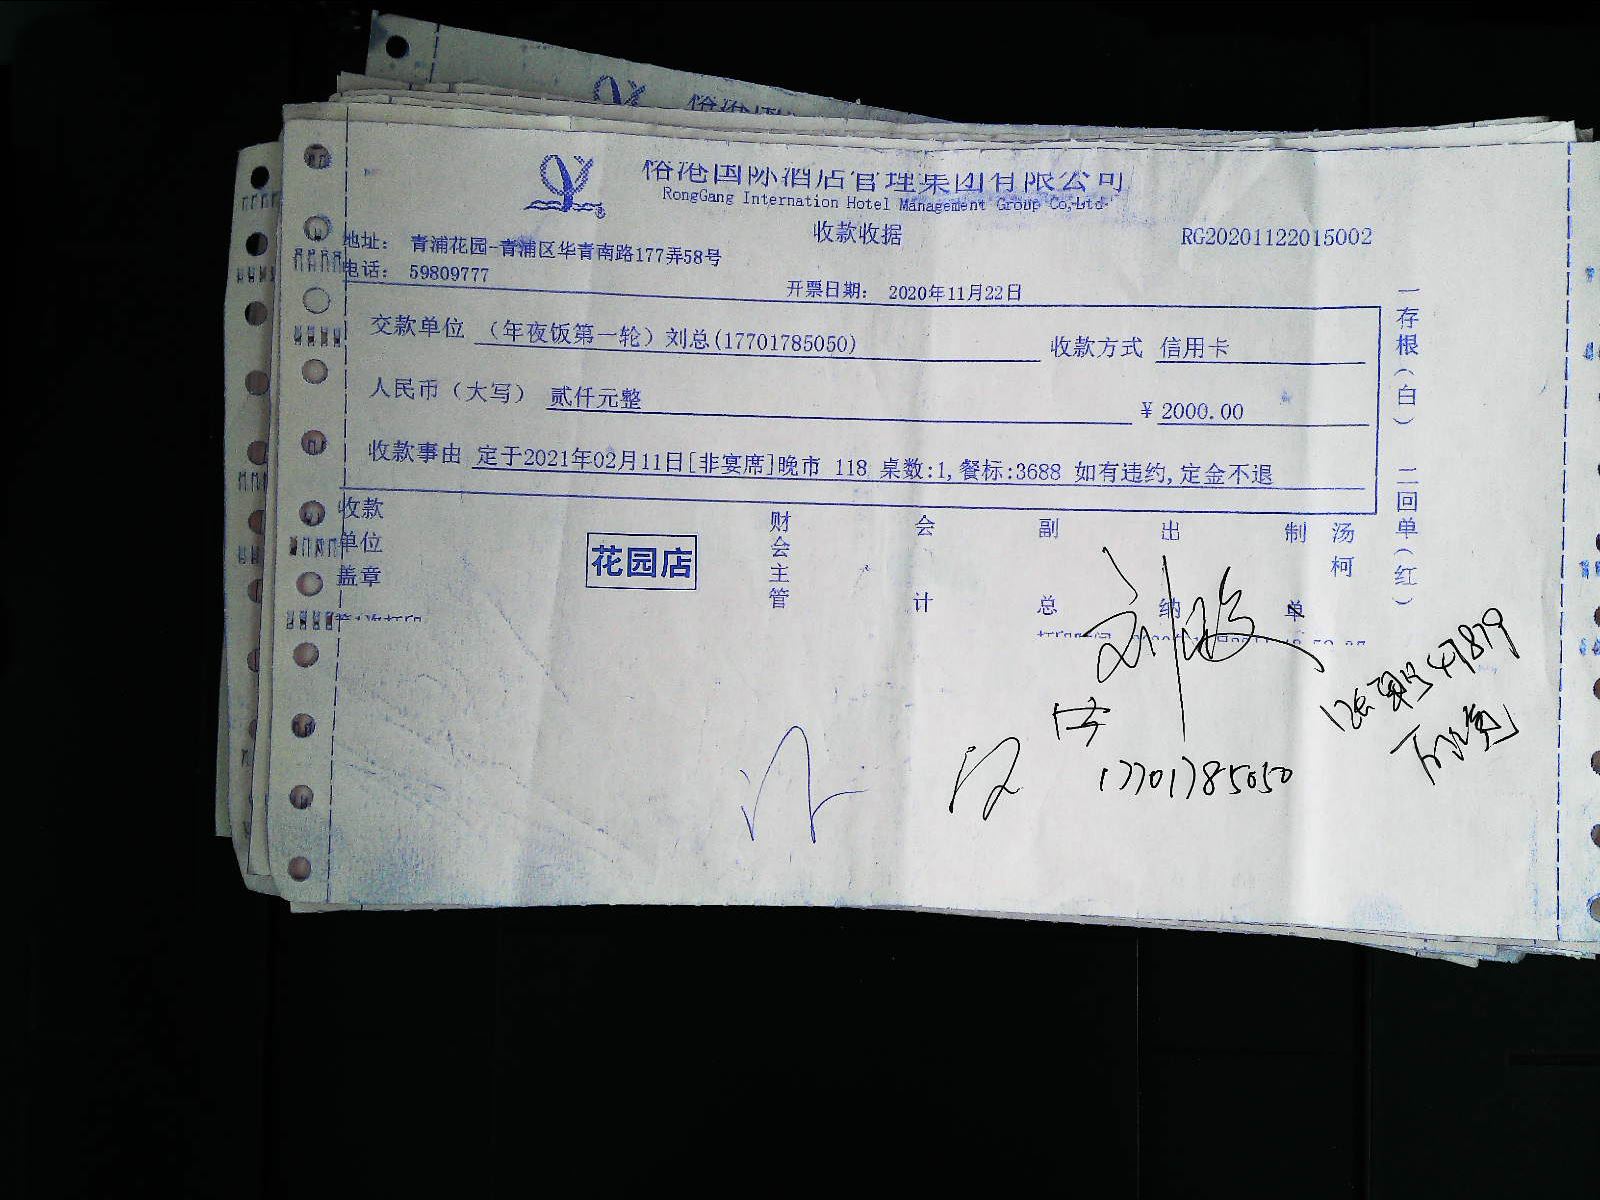 俗港国际酒店管理集团有限公司
RongGang Internation Hotel Management Group Co,Ltd
收款收据
RG20201122015002
地址： 青浦花园-青浦区华青南路177弄58号
电话： 59809777
开票日期： 2020年11月22日
交款单位 （年夜饭第一轮）刘总(17701785050) 收款方式 信用卡
人民币（大写） 贰仟元整 ¥ 2000.00
收款事由 定于2021年02月11日[非宴席]晚市 118 桌数:1,餐标:3688 如有违约,定金不退
一存根(白) 二回单(红)
收款单位盖章
花园店
财会主管
会计
副总
出纳
制单
汤柯
17701785050
47879